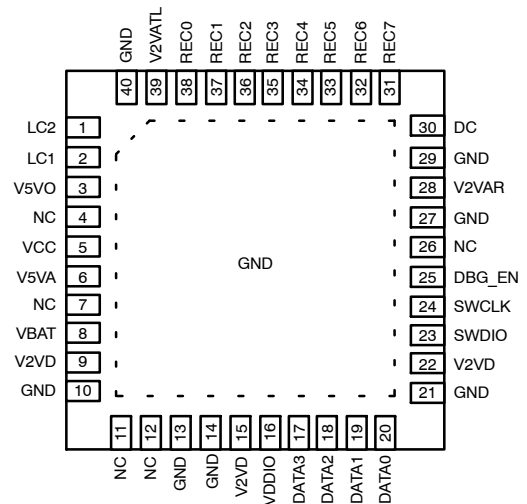 GND
V2VATL
REC0
REC1
REC2
REC3
REC4
REC5
REC6
REC7
40
39
38
37
36
35
34
33
32
31
LC2 1
LC1 2
V5VO 3
NC 4
VCC 5
V5VA 6
NC 7
VBAT 8
V2VD 9
GND 10
GND
30 DC
29 GND
28 V2VAR
27 GND
26 NC
25 DBG_EN
24 SWCLK
23 SWDIO
22 V2VD
21 GND
11
12
13
14
15
16
17
18
19
20
NC
NC
GND
GND
V2VD
VDDIO
DATA3
DATA2
DATA1
DATA0